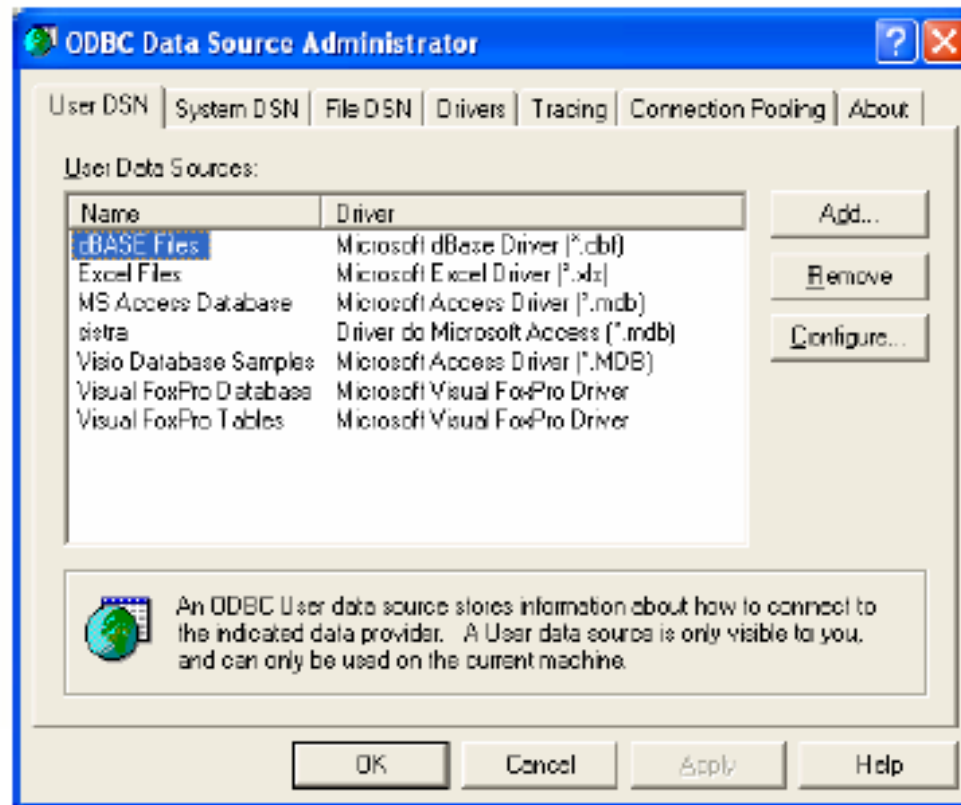 ODBC Data Source Administrator
User DSN System DSN File DSN Drivers Tracing Connection Pooling About
User Data Sources:
Name Driver
dBASE Files Microsoft dBase Driver (*.dbf)
Excel Files Microsoft Excel Driver (*.xls)
MS Access Database Microsoft Access Driver (*.mdb)
sistra Driver do Microsoft Access (*.mdb)
Visio Database Samples Microsoft Access Driver (*.MDB)
Visual FoxPro Database Microsoft Visual FoxPro Driver
Visual FoxPro Tables Microsoft Visual FoxPro Driver
Add...
Remove
Configure...
An ODBC User data source stores information about how to connect to
the indicated data provider. A User data source is only visible to you,
and can only be used on the current machine.
OK Cancel Apply Help